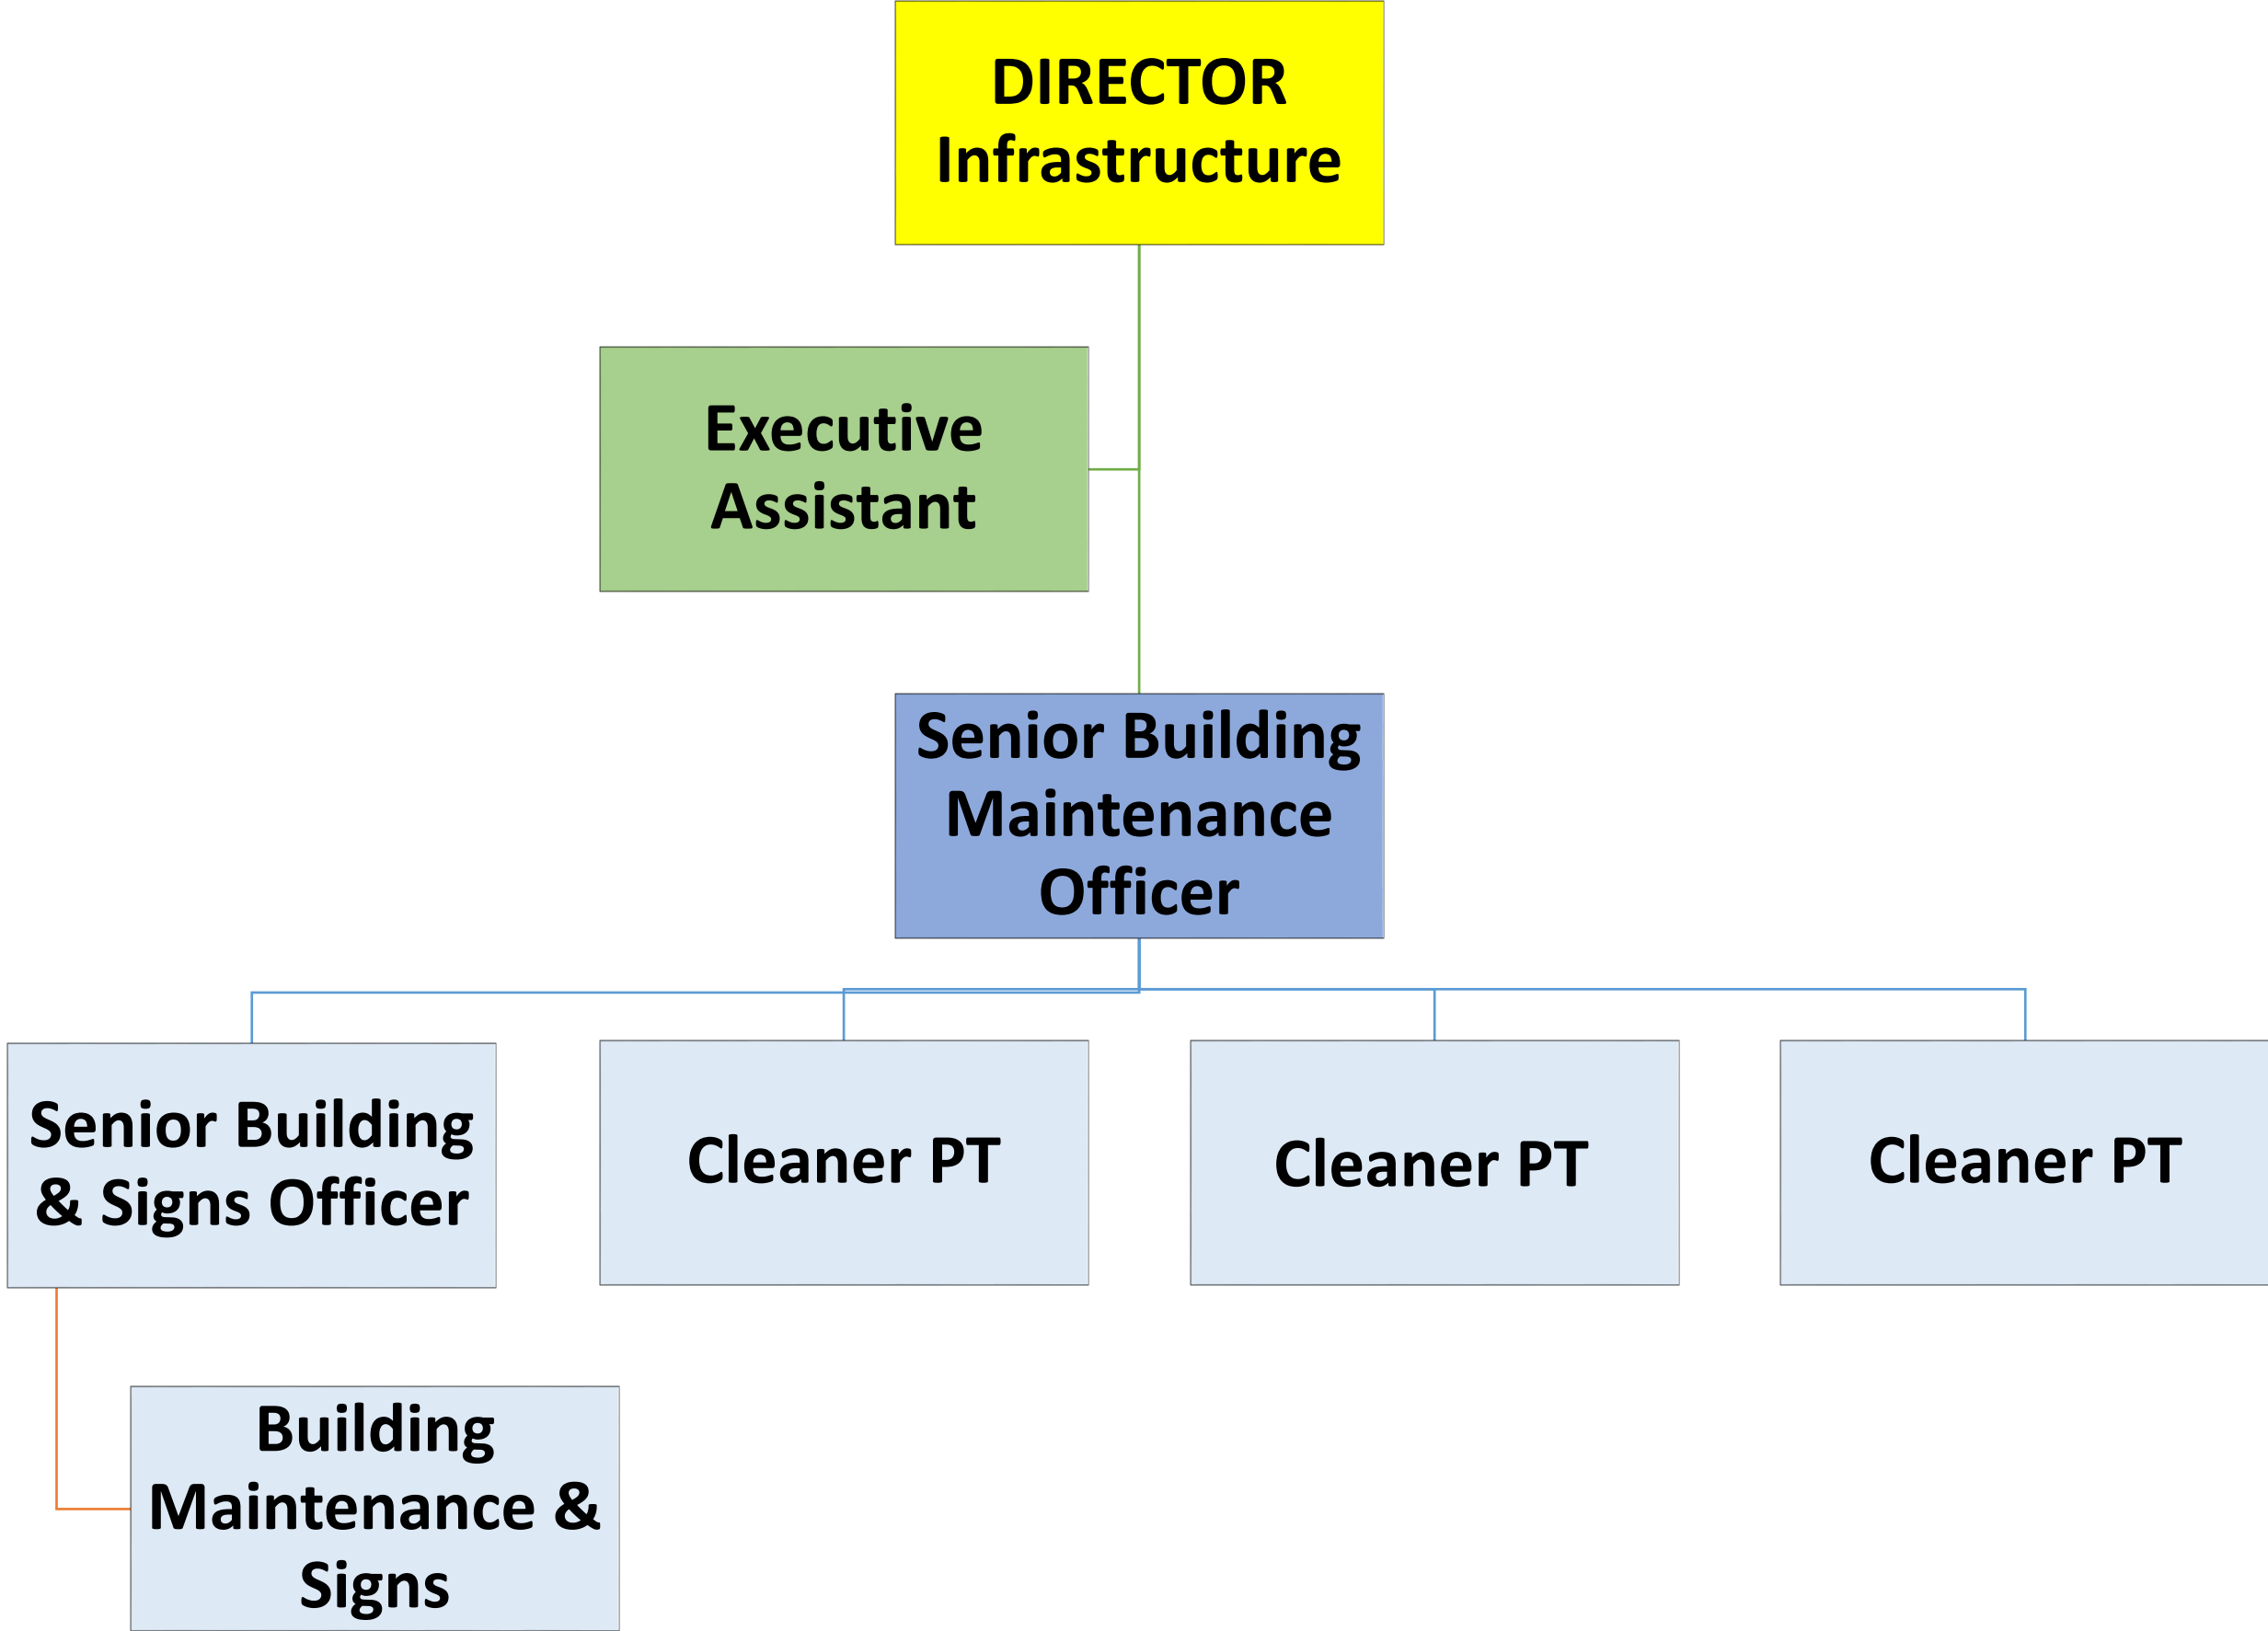 DIRECTOR
Infrastructure
Executive
Assistant
Senior Building
Maintenance
Officer
Senior Building
& Signs Officer
Cleaner PT
Cleaner PT
Cleaner PT
Building
Maintenance &
Signs